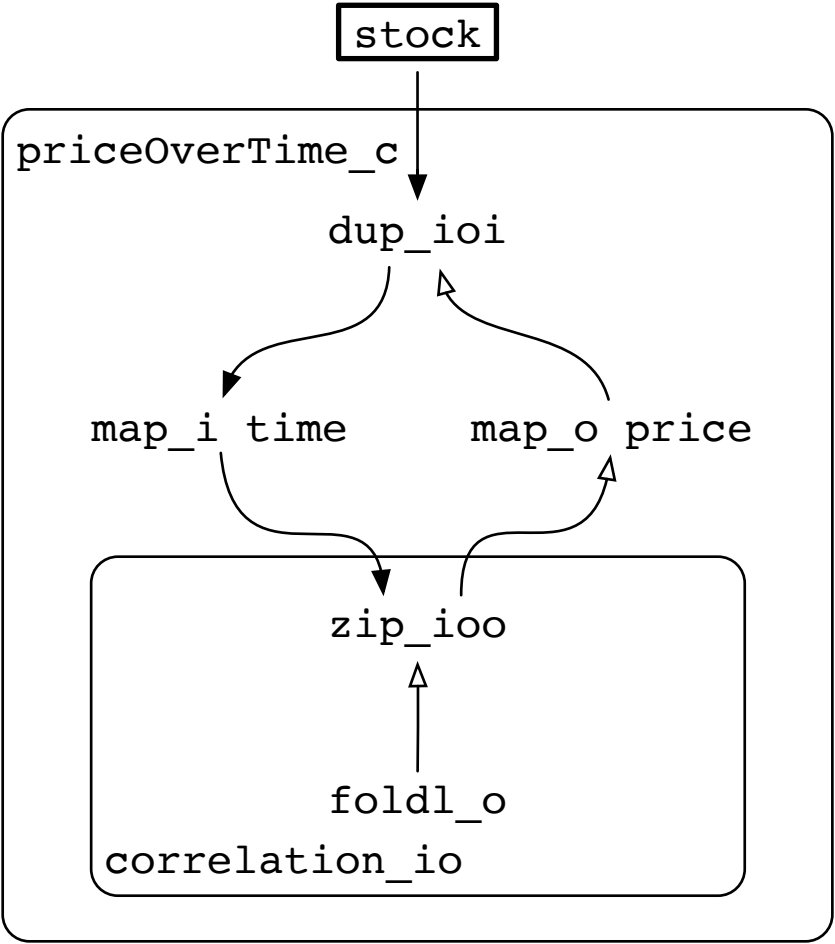 stock
priceOverTime_c
dup_ioi
map_i time
map_o price
zip_ioo
foldl_o
correlation_io